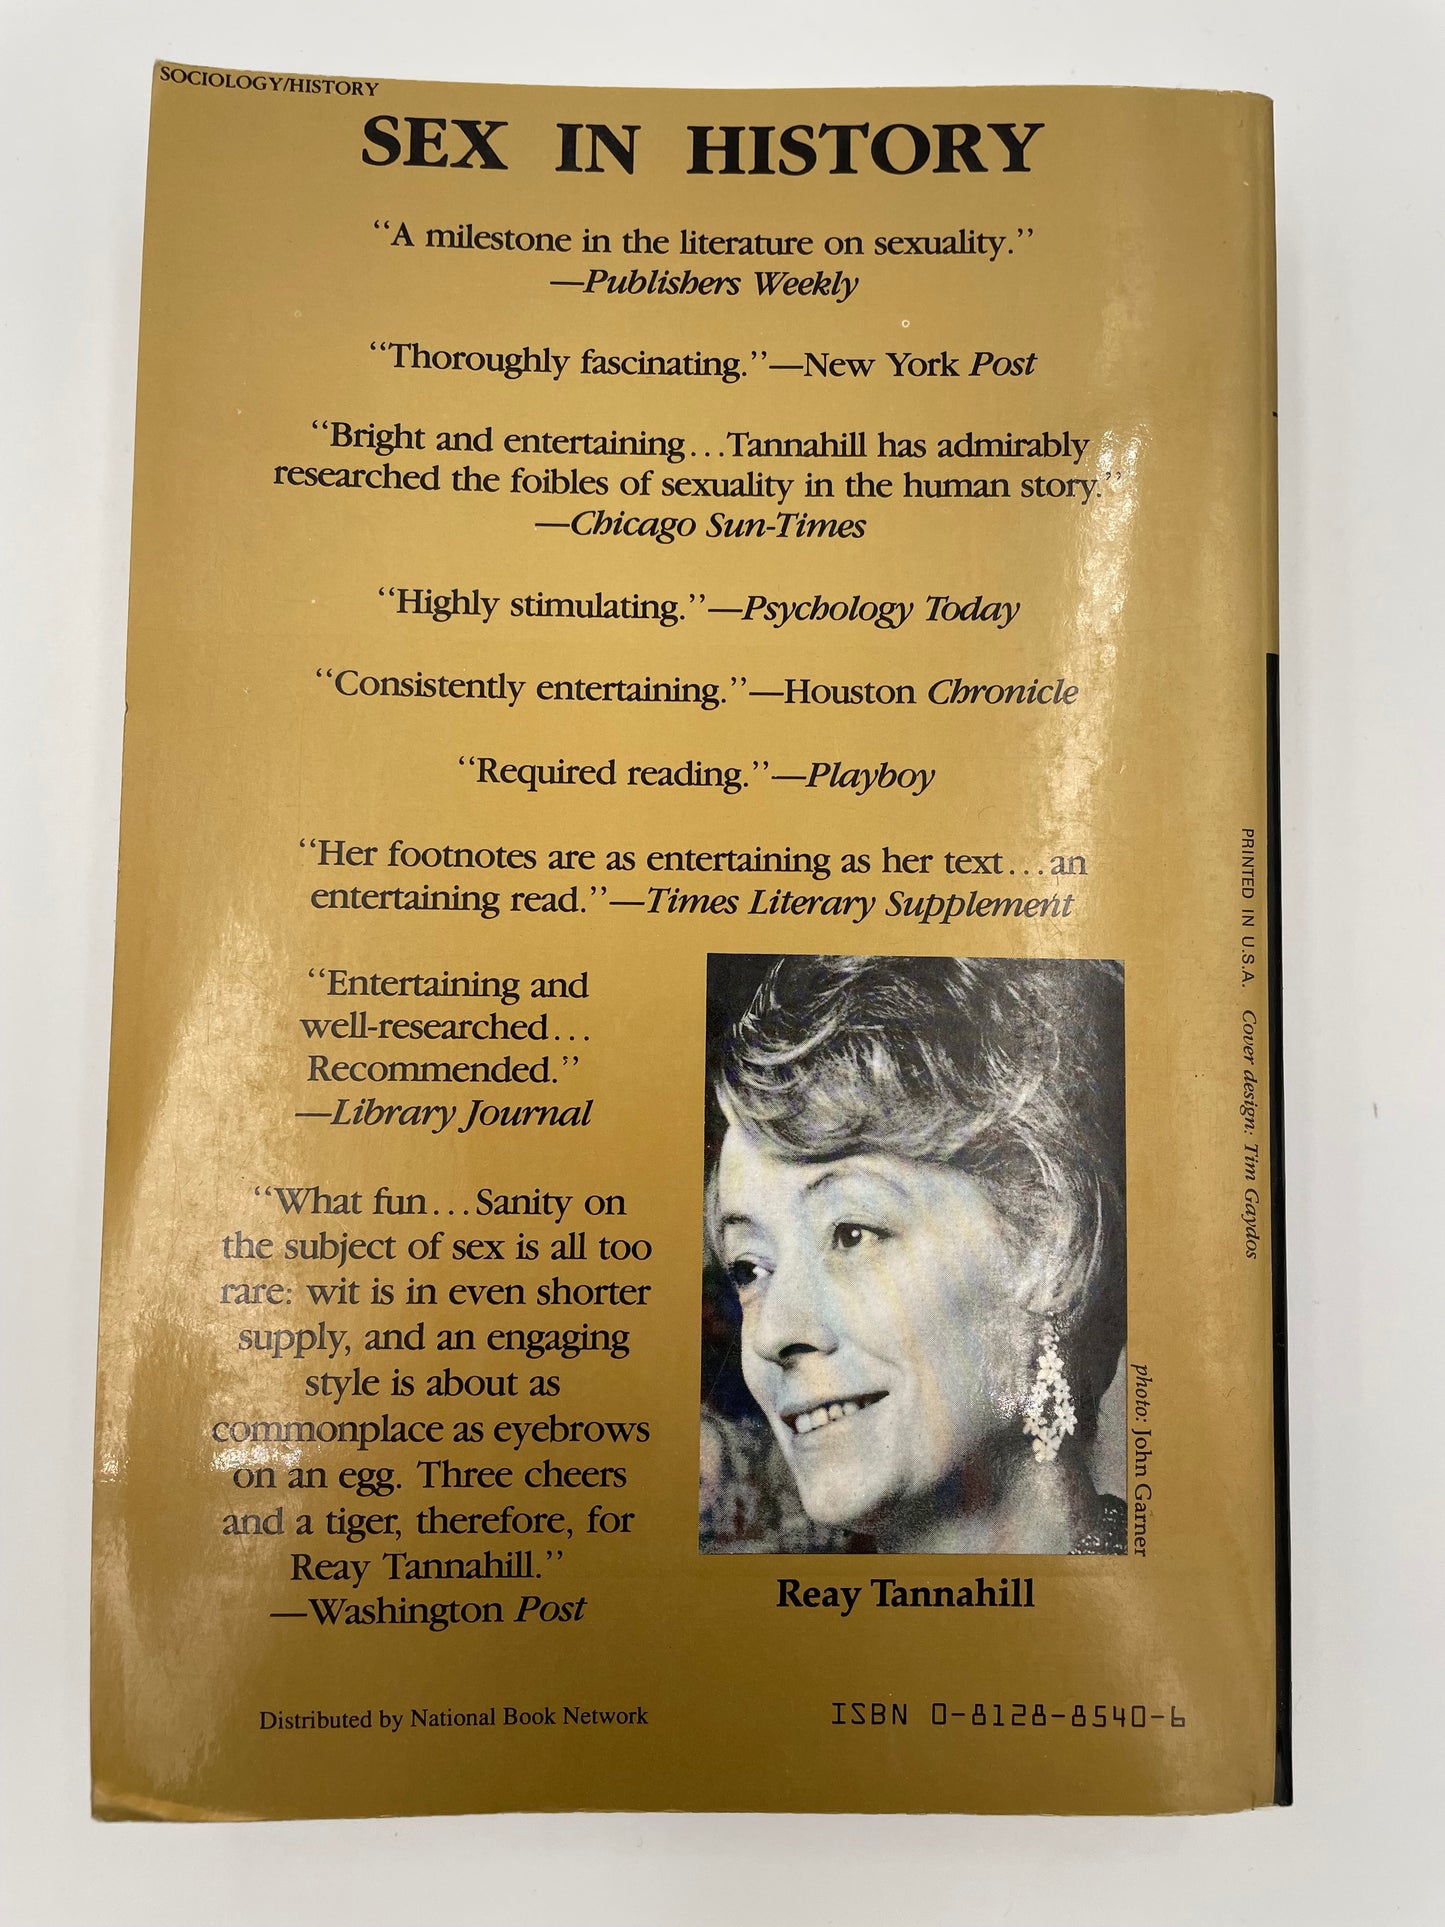 SOCIOLOGY/HISTORY
SEX IN HISTORY
“A milestone in the literature on sexuality.”
—Publishers Weekly
“Thoroughly fascinating.”—New York Post
“Bright and entertaining...Tannahill has admirably
researched the foibles of sexuality in the human story.”
—Chicago Sun-Times
“Highly stimulating.”—Psychology Today
“Consistently entertaining.”—Houston Chronicle
“Required reading.”—Playboy
“Her footnotes are as entertaining as her text...an
entertaining read.”—Times Literary Supplement
“Entertaining and
well-researched...
Recommended.”
—Library Journal
“What fun...Sanity on
the subject of sex is all too
rare: wit is in even shorter
supply, and an engaging
style is about as
commonplace as eyebrows
on an egg. Three cheers
and a tiger, therefore, for
Reay Tannahill.”
—Washington Post
photo: John Garner
Reay Tannahill
Distributed by National Book Network
ISBN 0-8128-8540-6
PRINTED IN U.S.A. Cover design: Tim Gaydos